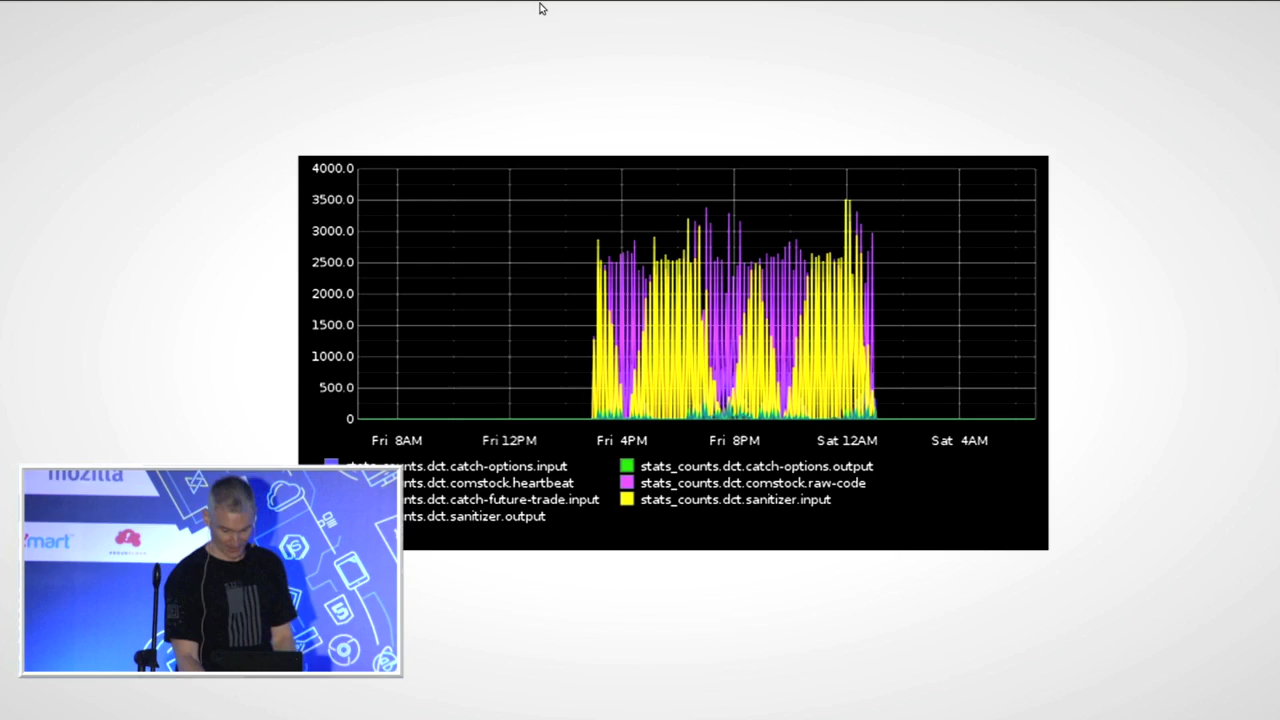 4000.0
3500.0
3000.0
2500.0
2000.0
1500.0
1000.0
500.0
0
Fri 8AM Fri 12PM Fri 4PM Fri 8PM Sat 12AM Sat 4AM
stats_counts.dct.catch-options.input stats_counts.dct.catch-options.output
nts.dct.comstock.heartbeat stats_counts.dct.comstock.raw-code
nts.dct.catch-future-trade.input stats_counts.dct.sanitizer.input
nts.dct.sanitizer.output
mozilla
mart
5